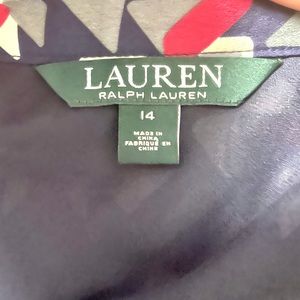 LAUREN
RALPH LAUREN
14
MADE IN
CHINA
FABRIQUÉ EN
CHINE